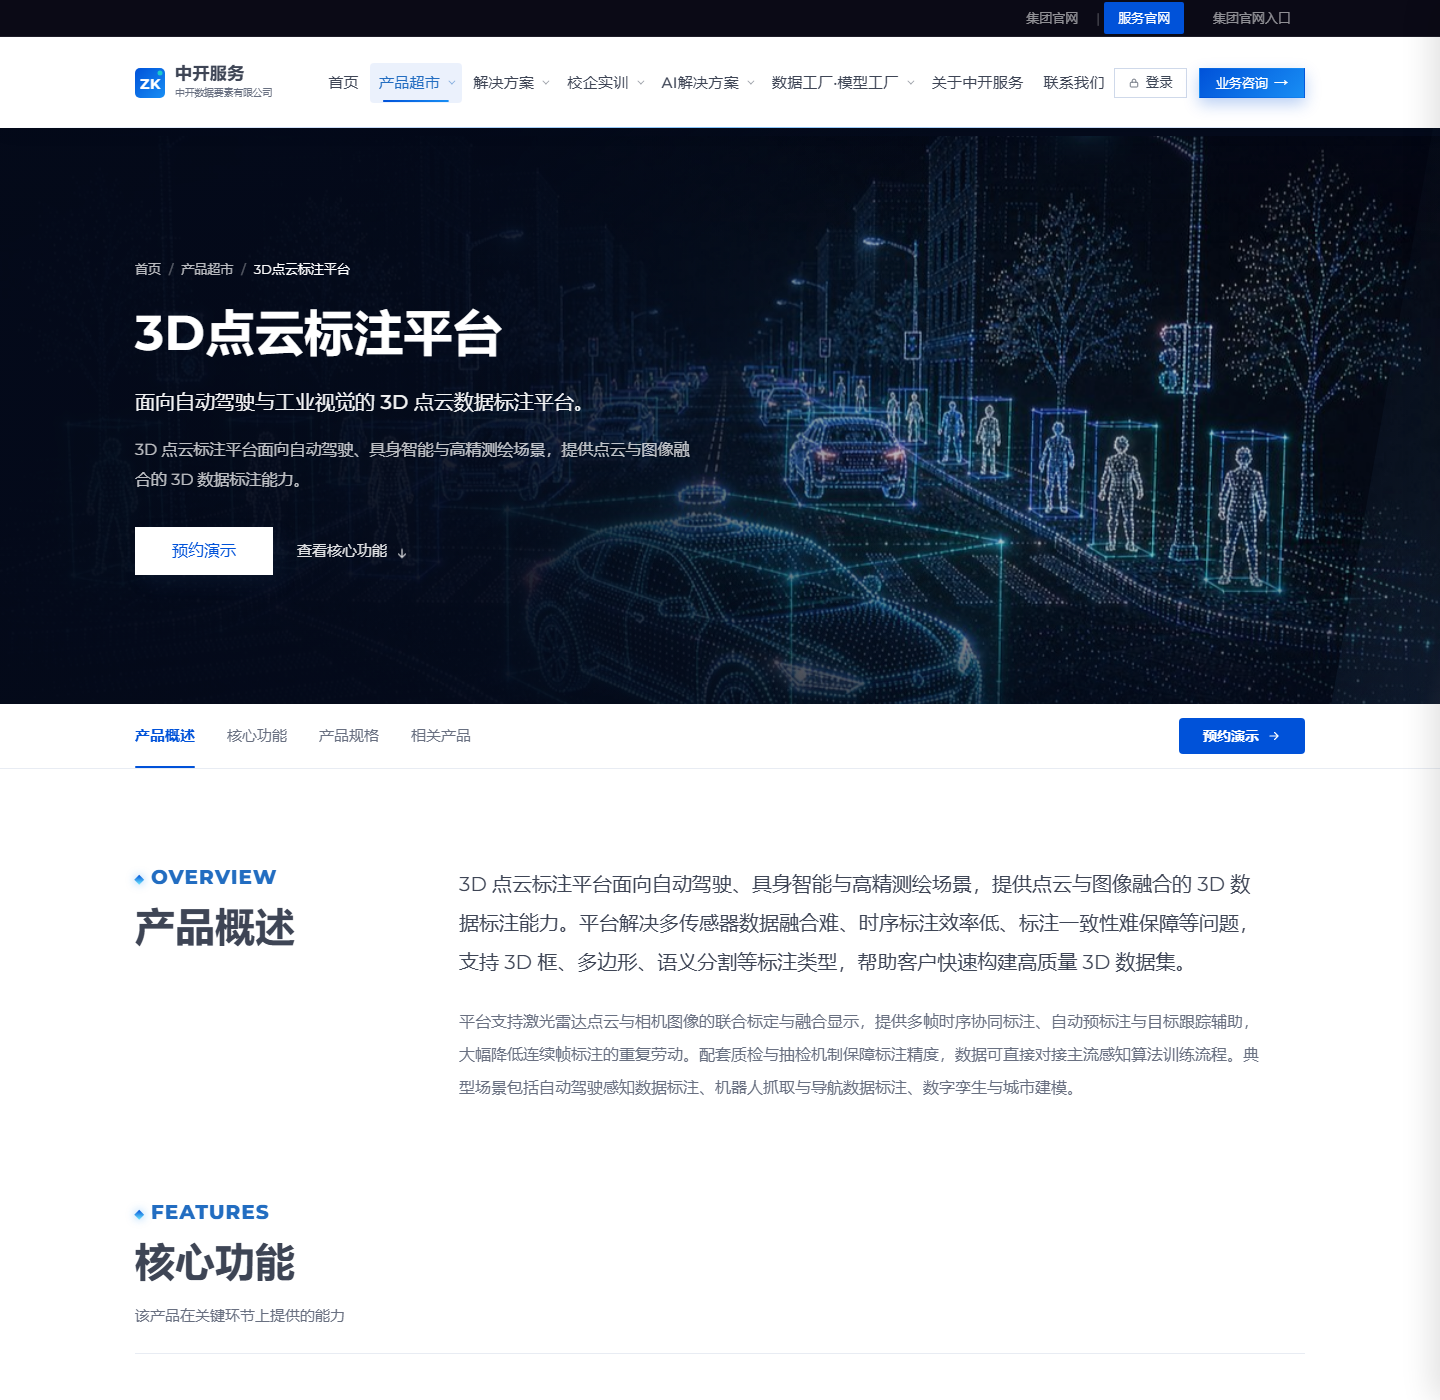 集团官网 | 服务官网 集团官网入口
ZK 中开服务
中开数据要素有限公司
首页 产品超市 解决方案 校企实训 AI解决方案 数据工厂·模型工厂 关于中开服务 联系我们 登录 业务咨询 →
首页 / 产品超市 / 3D点云标注平台
3D点云标注平台
面向自动驾驶与工业视觉的 3D 点云数据标注平台。
3D 点云标注平台面向自动驾驶、具身智能与高精测绘场景，提供点云与图像融
合的 3D 数据标注能力。
预约演示 查看核心功能 ↓
产品概述 核心功能 产品规格 相关产品 预约演示 →
OVERVIEW
产品概述
3D 点云标注平台面向自动驾驶、具身智能与高精测绘场景，提供点云与图像融合的 3D 数
据标注能力。平台解决多传感器数据融合难、时序标注效率低、标注一致性难保障等问题，
支持 3D 框、多边形、语义分割等标注类型，帮助客户快速构建高质量 3D 数据集。
平台支持激光雷达点云与相机图像的联合标定与融合显示，提供多帧时序协同标注、自动预标注与目标跟踪辅助，
大幅降低连续帧标注的重复劳动。配套质检与抽检机制保障标注精度，数据可直接对接主流感知算法训练流程。典
型场景包括自动驾驶感知数据标注、机器人抓取与导航数据标注、数字孪生与城市建模。
FEATURES
核心功能
该产品在关键环节上提供的能力